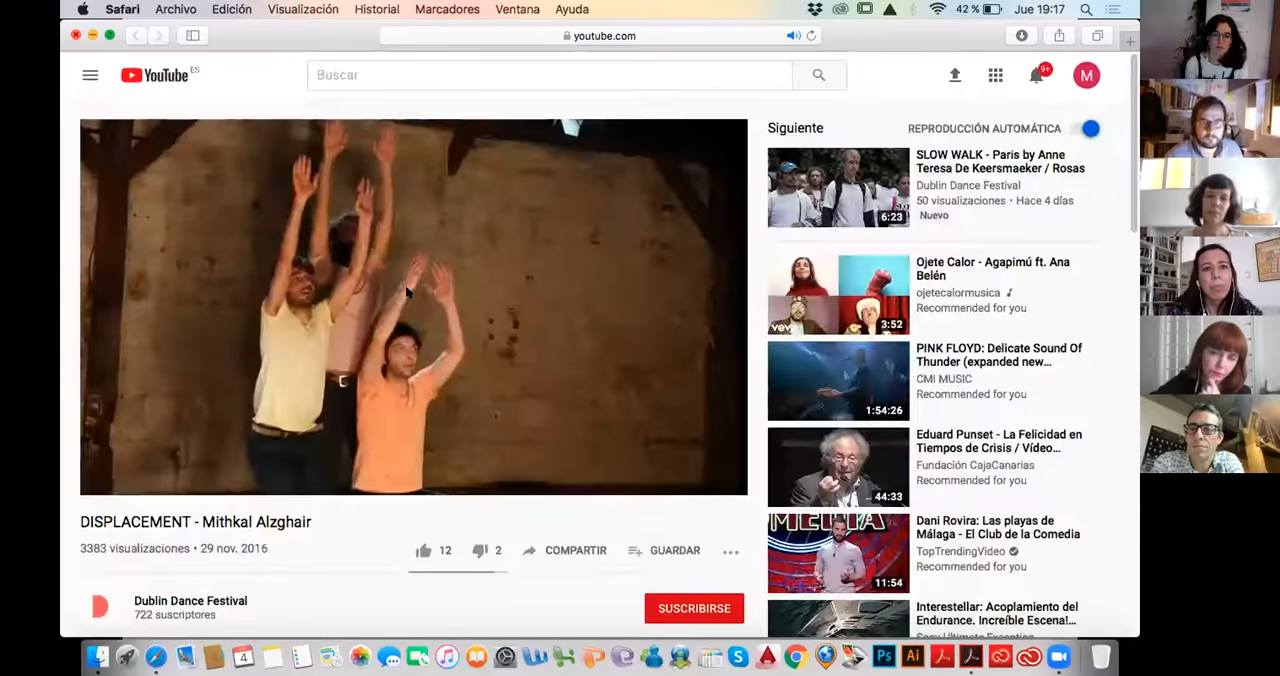 Safari Archivo Edición Visualización Historial Marcadores Ventana Ayuda 42 % Jue 19:17
youtube.com
YouTube ES
Buscar
9+
M
Siguiente
REPRODUCCIÓN AUTOMÁTICA
SLOW WALK - Paris by Anne
Teresa De Keersmaeker / Rosas
Dublin Dance Festival
50 visualizaciones • Hace 4 días
Nuevo
6:23
Ojete Calor - Agapimú ft. Ana
Belén
ojetecalormusica
Recommended for you
vevo
3:52
PINK FLOYD: Delicate Sound Of
Thunder (expanded new...
CMI MUSIC
Recommended for you
1:54:26
Eduard Punset - La Felicidad en
Tiempos de Crisis / Vídeo...
Fundación CajaCanarias
Recommended for you
44:33
Dani Rovira: Las playas de
Málaga - El Club de la Comedia
TopTrendingVideo
Recommended for you
11:54
Interestellar: Acoplamiento del
Endurance. Increíble Escena!...
DISPLACEMENT - Mithkal Alzghair
3383 visualizaciones • 29 nov. 2016
12
2
COMPARTIR
GUARDAR
Dublin Dance Festival
722 suscriptores
SUSCRIBIRSE
4
Ps
Ai